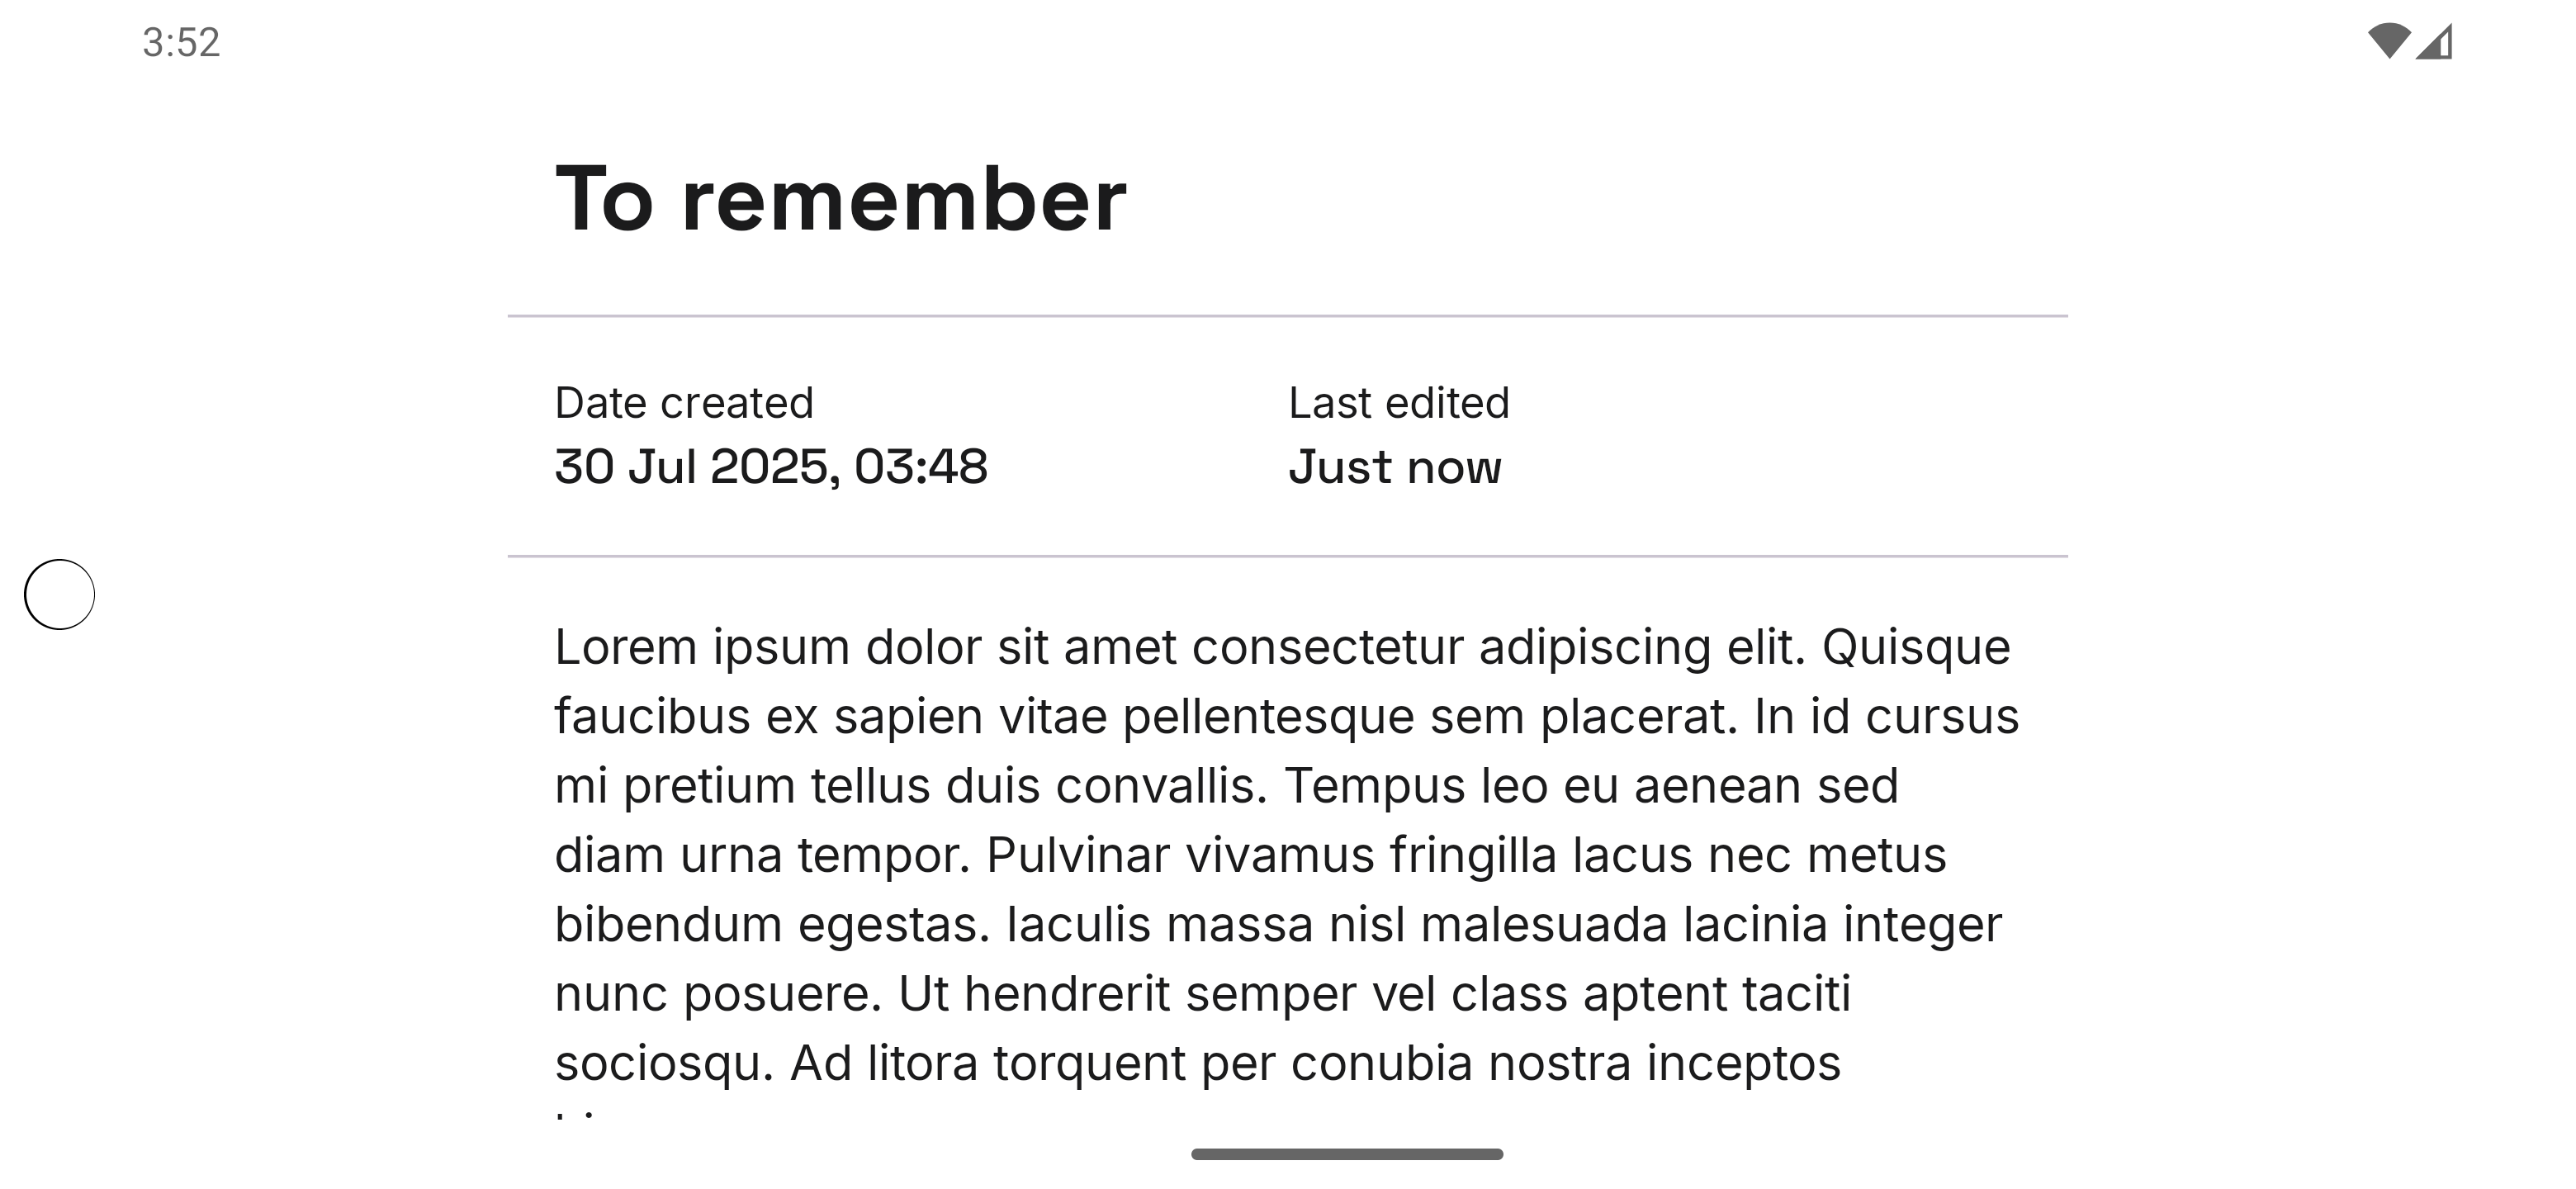 3:52
To remember
Date created
30 Jul 2025, 03:48
Last edited
Just now
Lorem ipsum dolor sit amet consectetur adipiscing elit. Quisque
faucibus ex sapien vitae pellentesque sem placerat. In id cursus
mi pretium tellus duis convallis. Tempus leo eu aenean sed
diam urna tempor. Pulvinar vivamus fringilla lacus nec metus
bibendum egestas. Iaculis massa nisl malesuada lacinia integer
nunc posuere. Ut hendrerit semper vel class aptent taciti
sociosqu. Ad litora torquent per conubia nostra inceptos